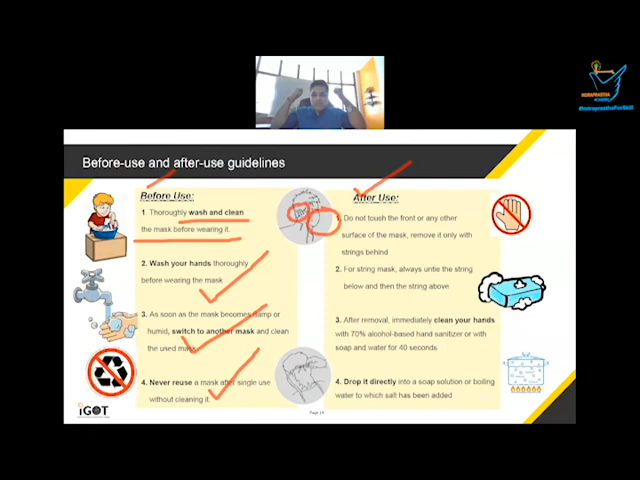 INDRAPRASTHA
#IndraprasthaForSkill
Before-use and after-use guidelines
Before Use:
1. Thoroughly wash and clean
the mask before wearing it.
2. Wash your hands thoroughly
before wearing the mask
3. As soon as the mask becomes damp or
humid, switch to another mask and clean
the used mask
4. Never reuse a mask after single use
without cleaning it.
After Use:
1. Do not touch the front or any other
surface of the mask, remove it only with
strings behind
2. For string mask, always untie the string
below and then the string above
3. After removal, immediately clean your hands
with 70% alcohol-based hand sanitizer or with
soap and water for 40 seconds
4. Drop it directly into a soap solution or boiling
water to which salt has been added
iGOT
Page 14